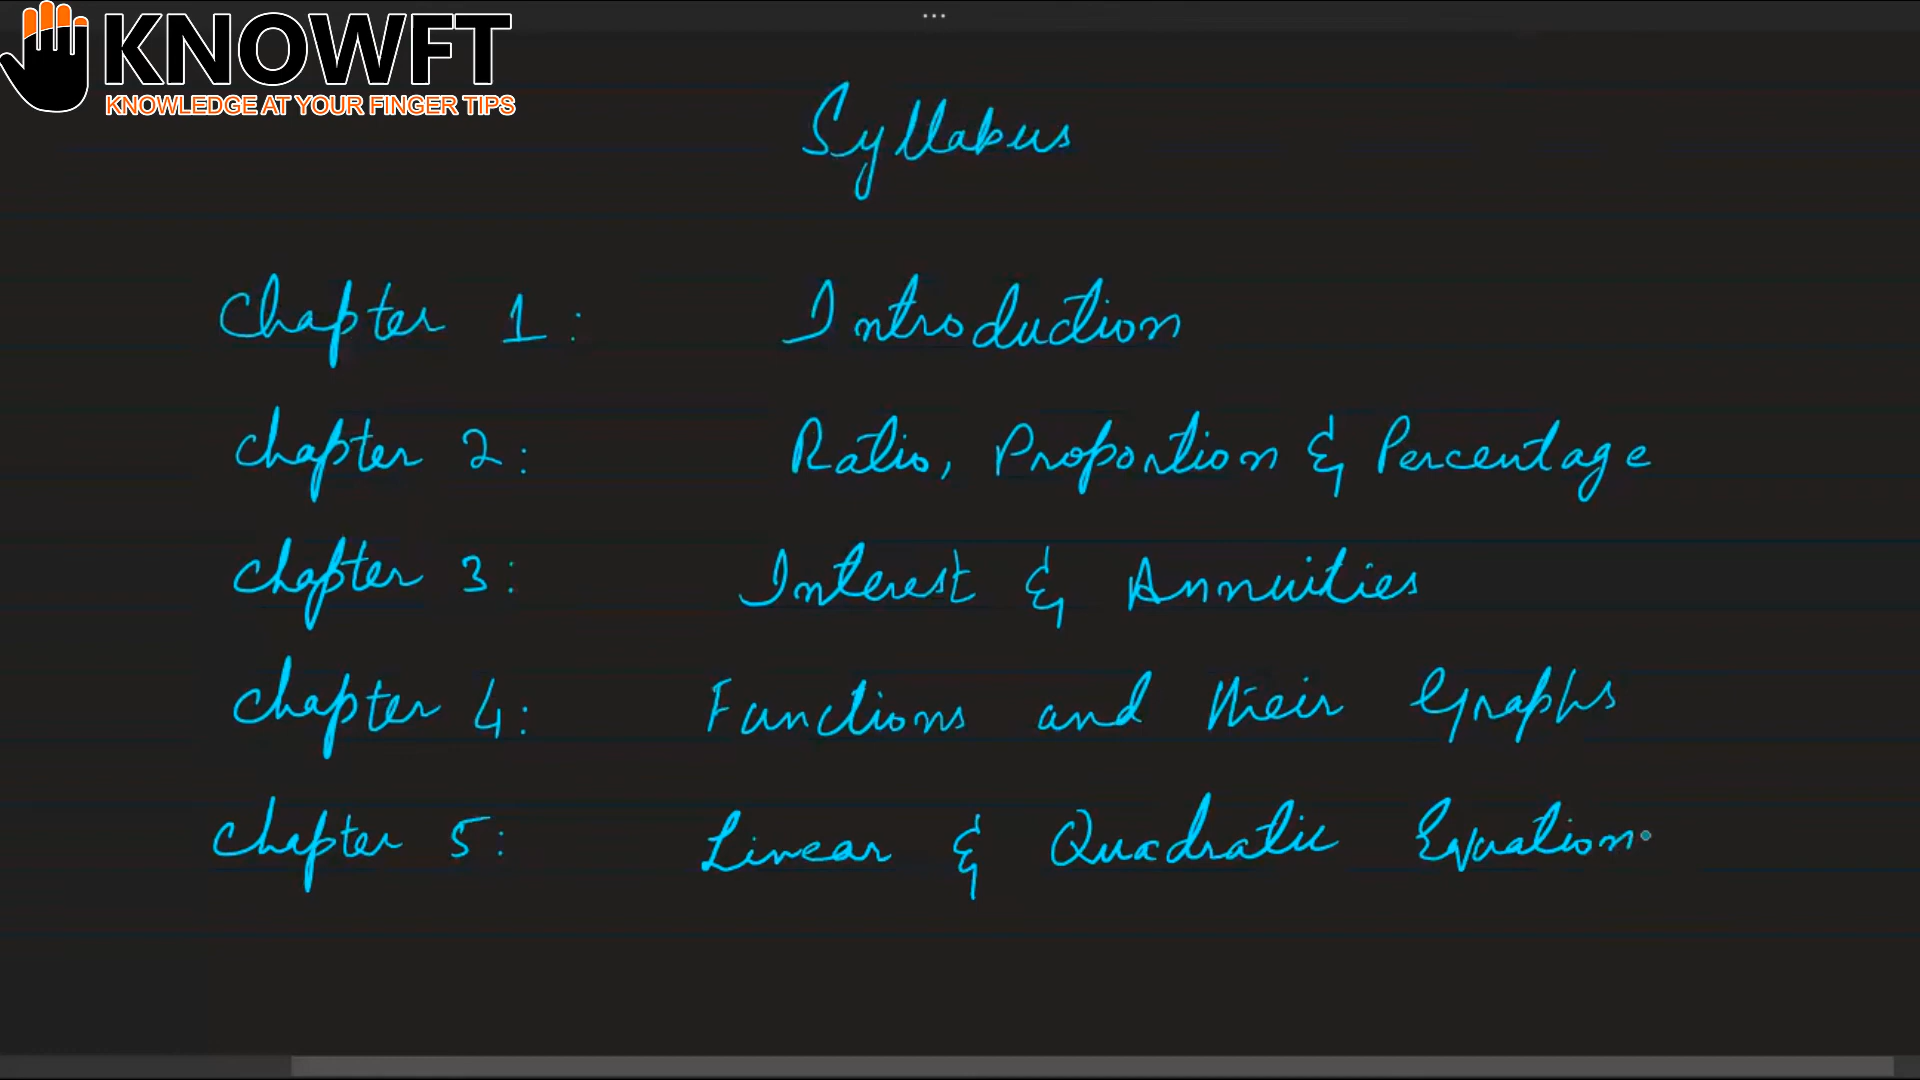 KNOWFT
KNOWLEDGE AT YOUR FINGER TIPS
...
Syllabus
Chapter 1: Introduction
Chapter 2: Ratio, Proportion & Percentage
Chapter 3: Interest & Annuities
Chapter 4: Functions and their Graphs
Chapter 5: Linear & Quadratic Equation